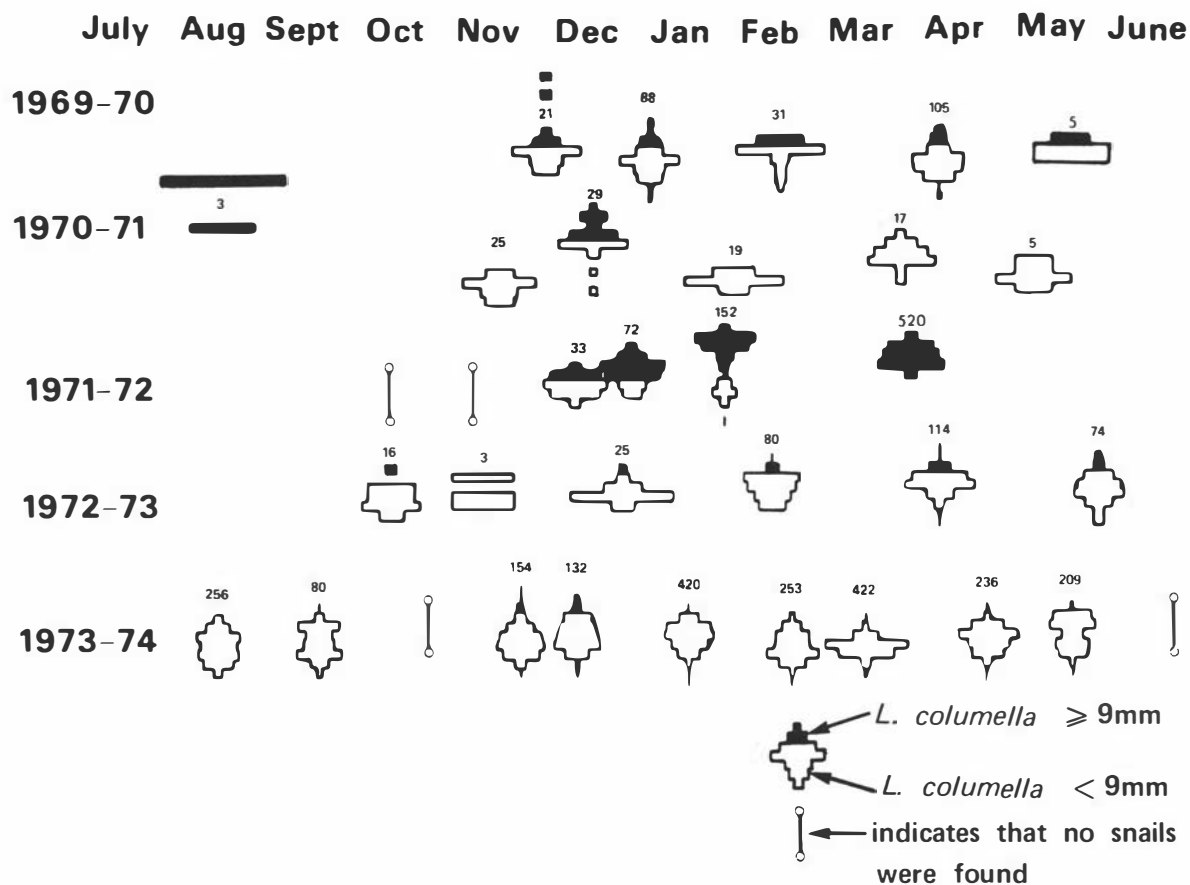 July Aug Sept Oct Nov Dec Jan Feb Mar Apr May June
1969-70
21 88 31 105 5
1970-71
3 25 29 19 17 5
1971-72
33 72 152 520
1972-73
16 3 25 80 114 74
1973-74
256 80 154 132 420 253 422 236 209
L. columella ⩾ 9mm
L. columella < 9mm
indicates that no snails
were found